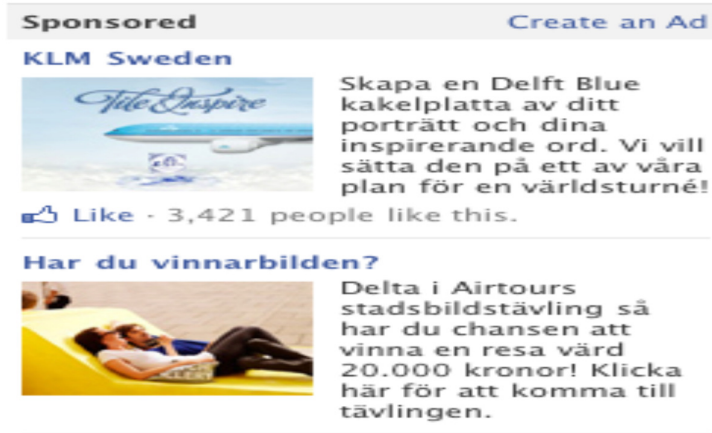 Sponsored
Create an Ad
KLM Sweden
Tile & Inspire
Skapa en Delft Blue
kakelplatta av ditt
porträtt och dina
inspirerande ord. Vi vill
sätta den på ett av våra
plan för en världsturné!
Like · 3,421 people like this.
Har du vinnarbilden?
Delta i Airtours
stadsbildstävling så
har du chansen att
vinna en resa värd
20.000 kronor! Klicka
här för att komma till
tävlingen.